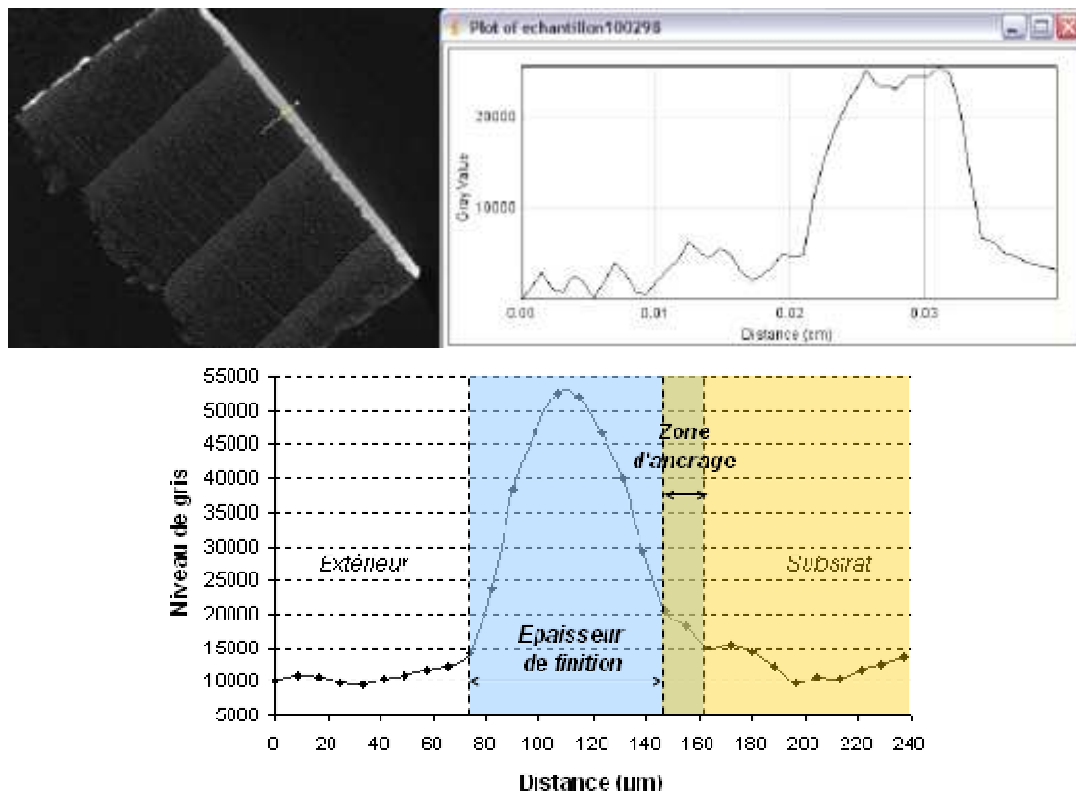 Plot of echantillon100298
20000
10000
Gray Value
0.00 0.01 0.02 0.03
Distance (cm)
55000
50000
45000
40000
35000
30000
25000
20000
15000
10000
5000
Niveau de gris
Zone
d'ancrage
Extérieur
Substrat
Epaisseur
de finition
0 20 40 60 80 100 120 140 160 180 200 220 240
Distance (µm)